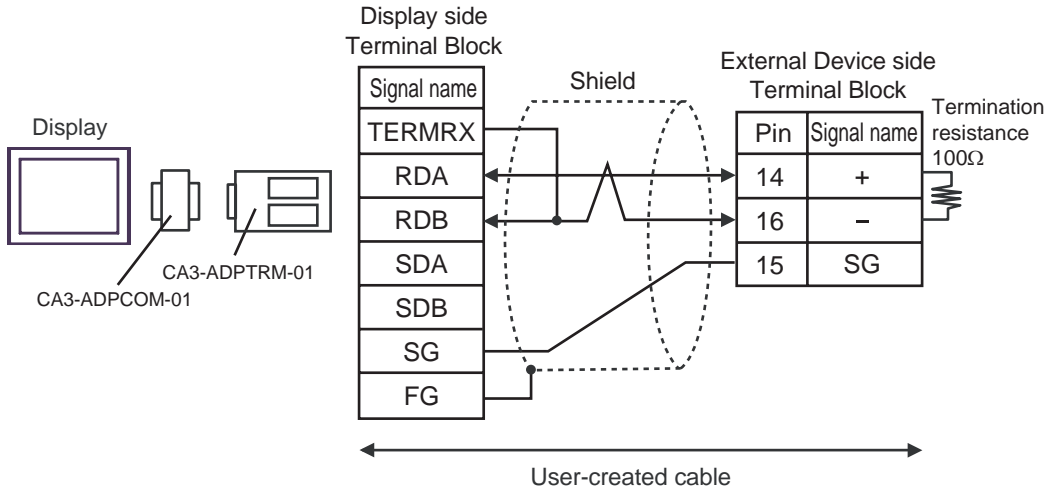 Display side
Terminal Block
Signal name
TERMRX
RDA
RDB
SDA
SDB
SG
FG
Shield
External Device side
Terminal Block
Pin Signal name
14 +
16 −
15 SG
Termination
resistance
100Ω
Display
CA3-ADPTRM-01
CA3-ADPCOM-01
User-created cable